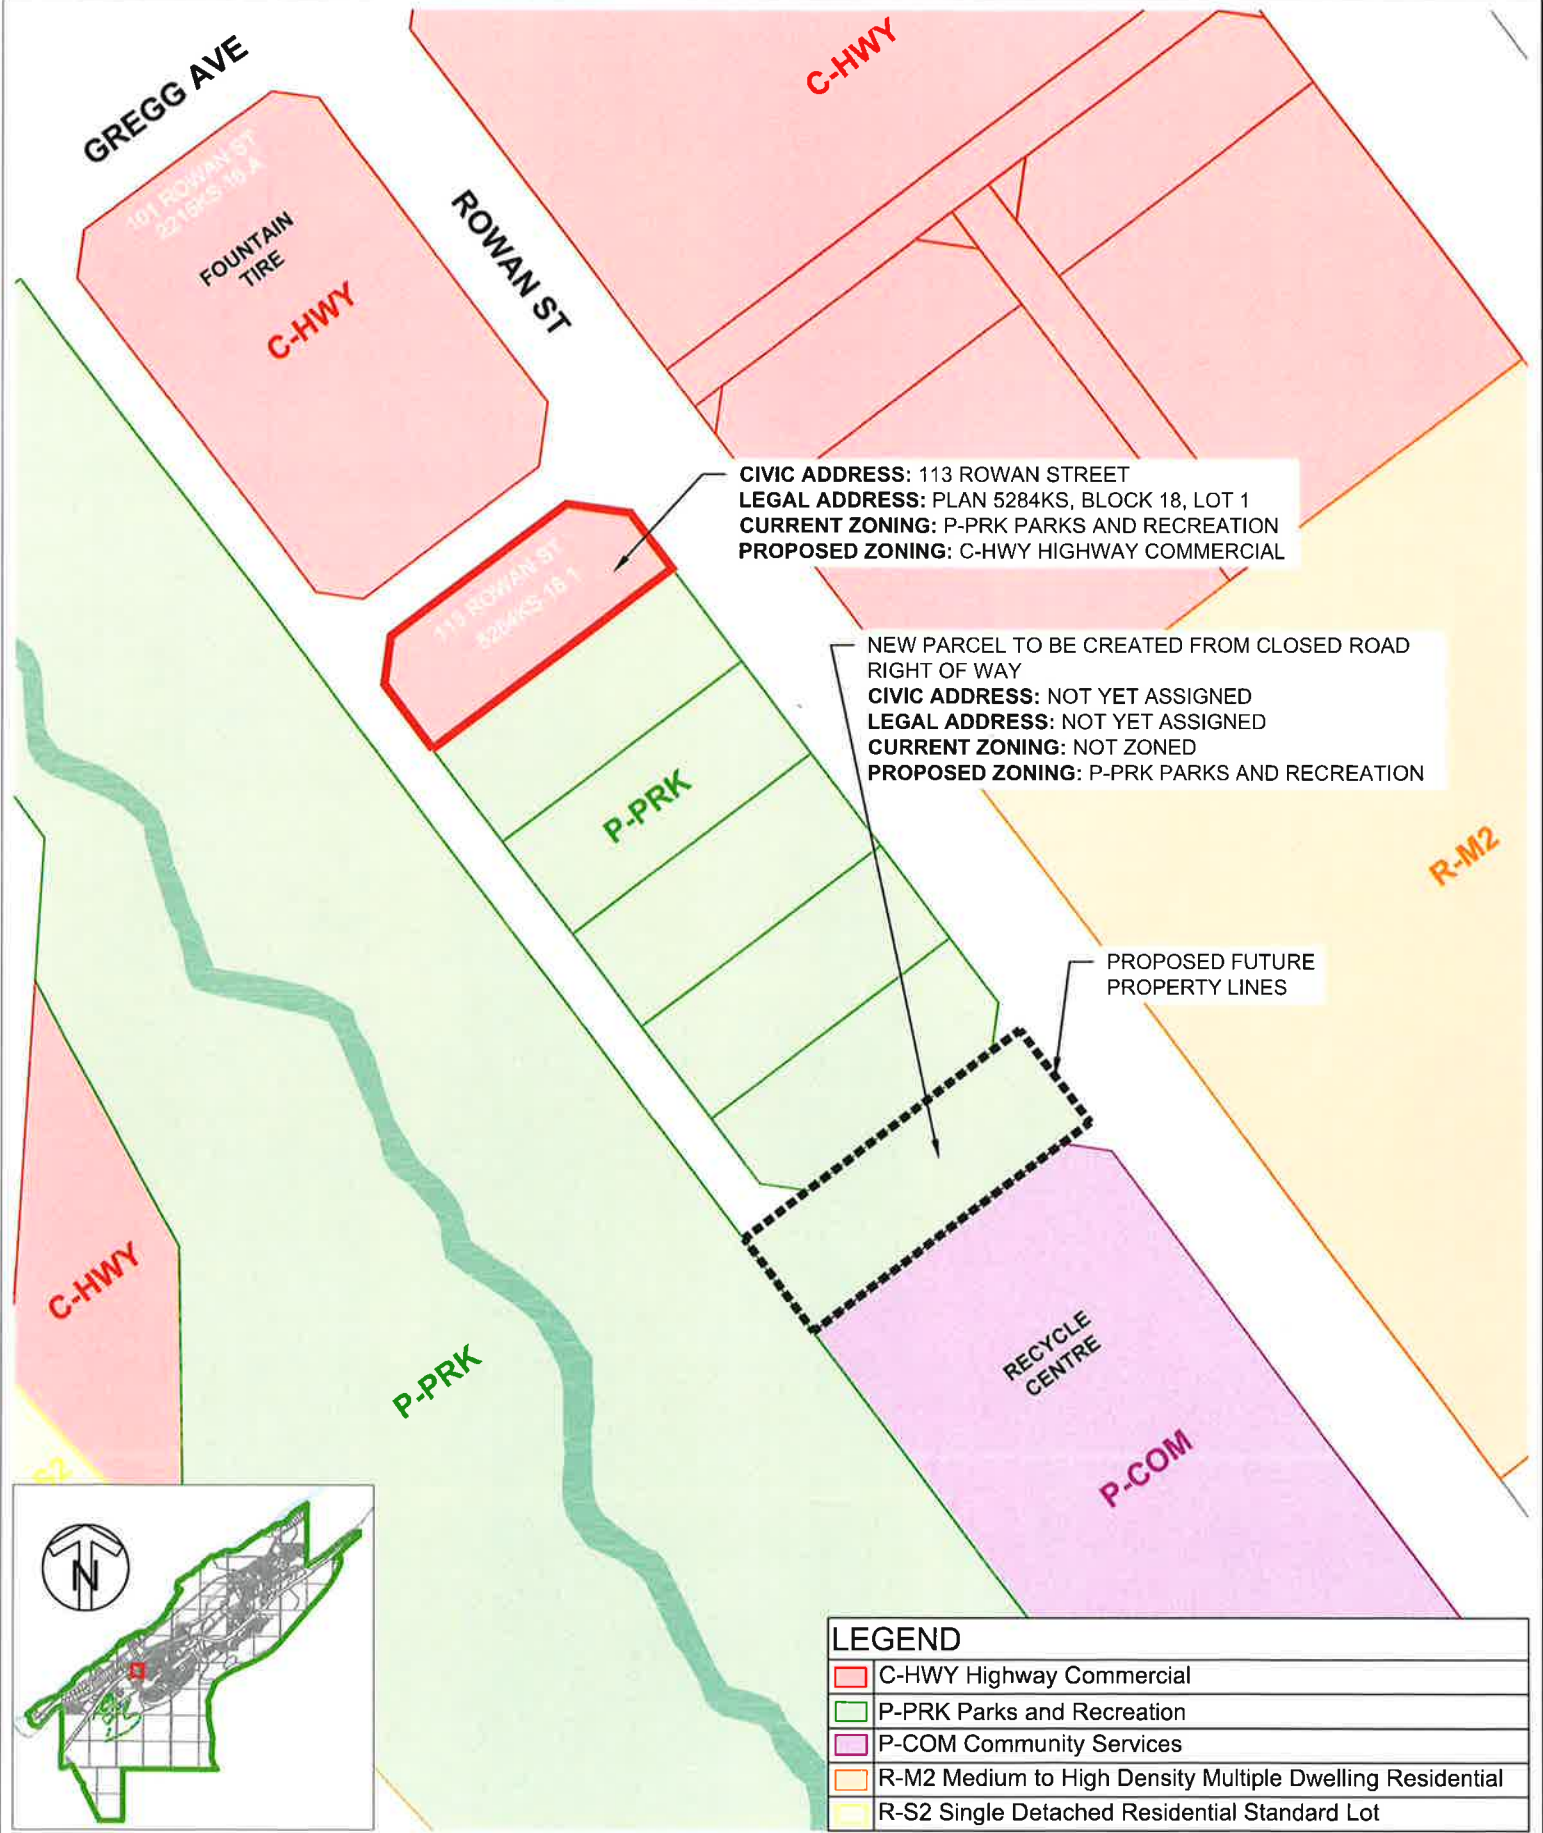 GREGG AVE
C-HWY
101 ROWAN ST
2216KS 16 A
FOUNTAIN
TIRE
C-HWY
ROWAN ST
CIVIC ADDRESS: 113 ROWAN STREET
LEGAL ADDRESS: PLAN 5284KS, BLOCK 18, LOT 1
CURRENT ZONING: P-PRK PARKS AND RECREATION
PROPOSED ZONING: C-HWY HIGHWAY COMMERCIAL
113 ROWAN ST
5284KS 18 1
NEW PARCEL TO BE CREATED FROM CLOSED ROAD
RIGHT OF WAY
CIVIC ADDRESS: NOT YET ASSIGNED
LEGAL ADDRESS: NOT YET ASSIGNED
CURRENT ZONING: NOT ZONED
PROPOSED ZONING: P-PRK PARKS AND RECREATION
P-PRK
R-M2
PROPOSED FUTURE
PROPERTY LINES
C-HWY
P-PRK
RECYCLE
CENTRE
P-COM
S2
N
LEGEND
C-HWY Highway Commercial
P-PRK Parks and Recreation
P-COM Community Services
R-M2 Medium to High Density Multiple Dwelling Residential
R-S2 Single Detached Residential Standard Lot